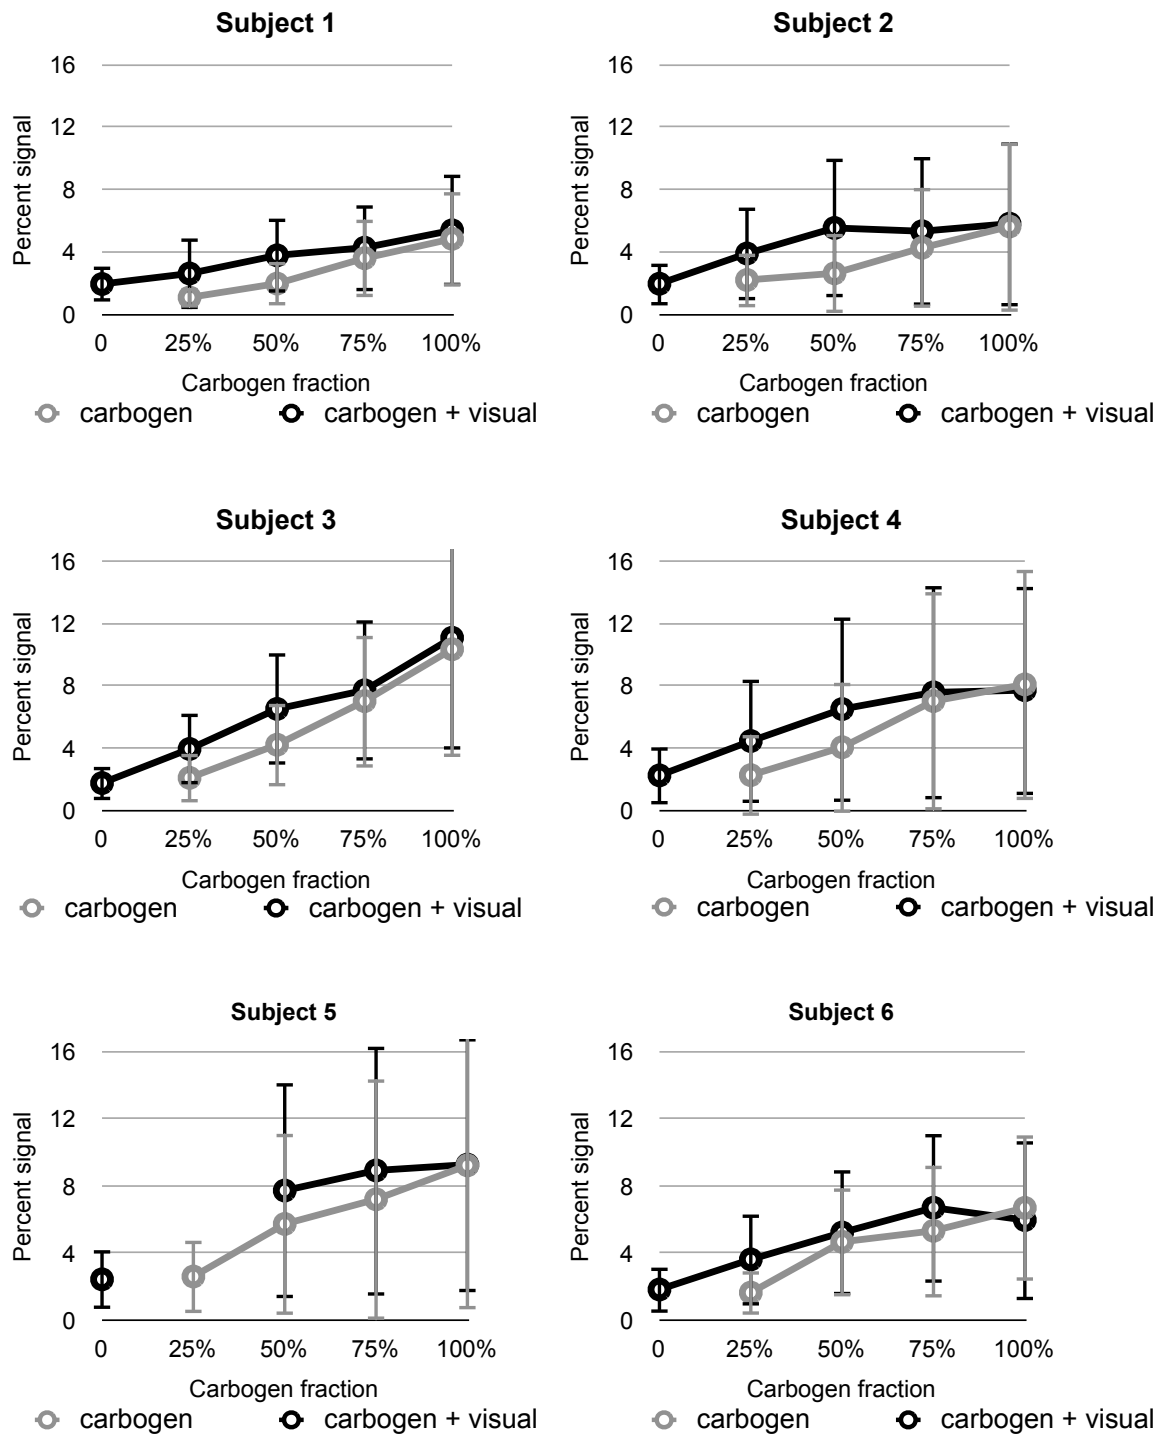 Subject 1
16
12
8
4
0
Percent signal
0 25% 50% 75% 100%
Carbogen fraction
carbogen carbogen + visual
Subject 2
16
12
8
4
0
Percent signal
0 25% 50% 75% 100%
Carbogen fraction
carbogen carbogen + visual
Subject 3
16
12
8
4
0
Percent signal
0 25% 50% 75% 100%
Carbogen fraction
carbogen carbogen + visual
Subject 4
16
12
8
4
0
Percent signal
0 25% 50% 75% 100%
Carbogen fraction
carbogen carbogen + visual
Subject 5
16
12
8
4
0
Percent signal
0 25% 50% 75% 100%
Carbogen fraction
carbogen carbogen + visual
Subject 6
16
12
8
4
0
Percent signal
0 25% 50% 75% 100%
Carbogen fraction
carbogen carbogen + visual